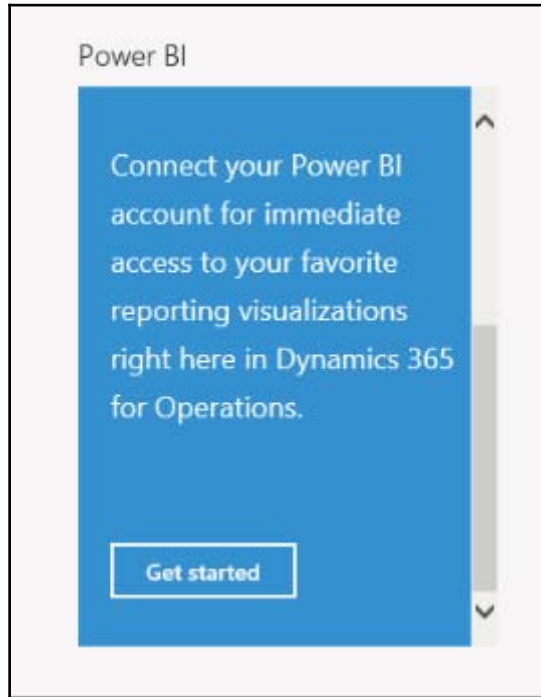 Power BI
Connect your Power BI
account for immediate
access to your favorite
reporting visualizations
right here in Dynamics 365
for Operations.
Get started